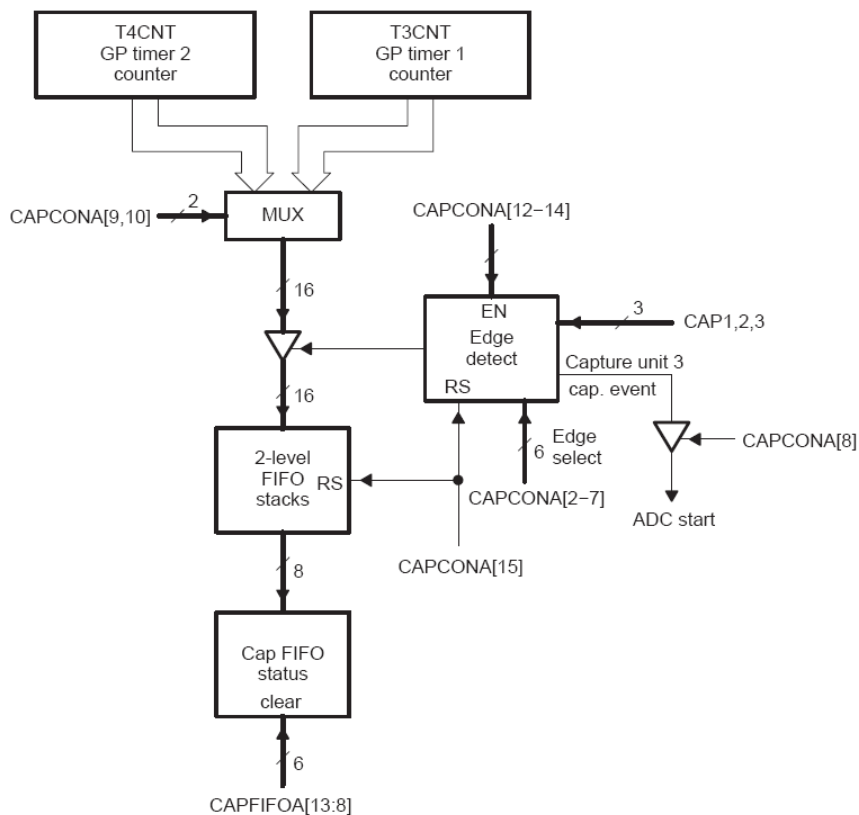 T4CNT
GP timer 2
counter
T3CNT
GP timer 1
counter
CAPCONA[9,10]
2
MUX
CAPCONA[12−14]
16
EN
Edge
detect
RS
3
CAP1,2,3
Capture unit 3
cap. event
16
6
Edge
select
CAPCONA[8]
2-level
FIFO
stacks
RS
CAPCONA[2−7]
ADC start
CAPCONA[15]
8
Cap FIFO
status
clear
6
CAPFIFOA[13:8]